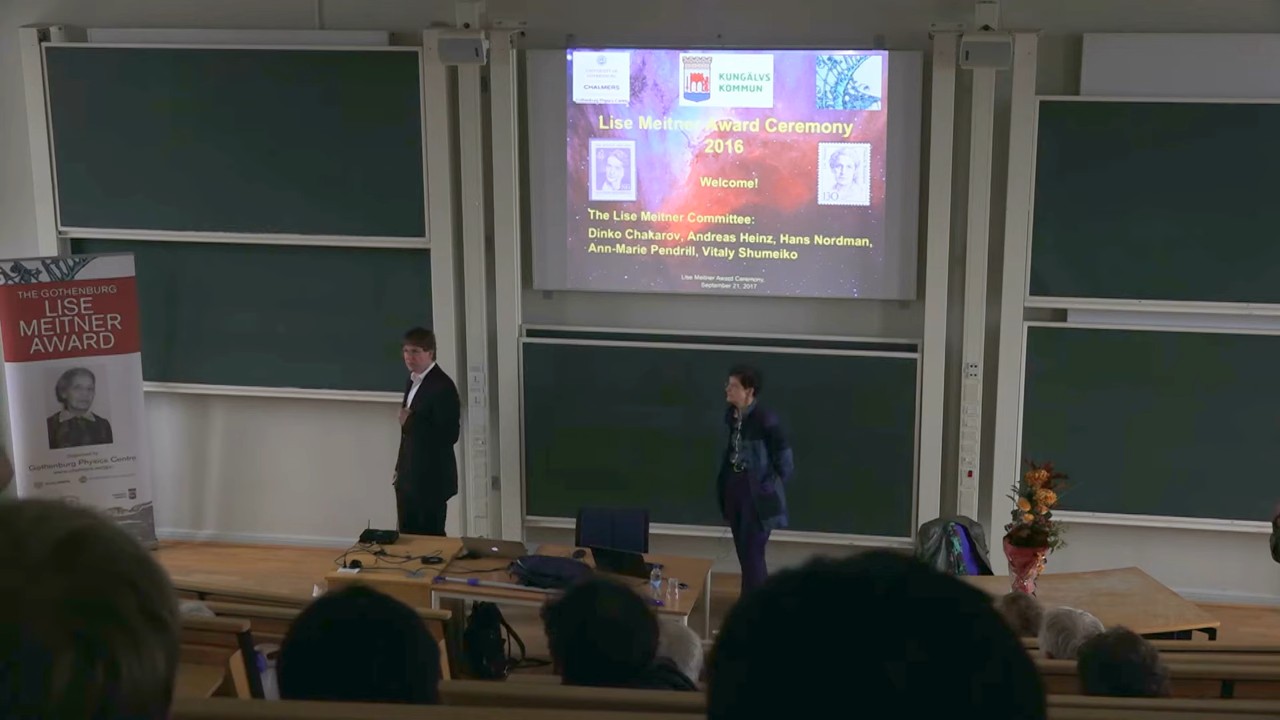 CHALMERS
KUNGÄLVS
KOMMUN
Lise Meitner Award Ceremony
2016
130
Welcome!
The Lise Meitner Committee:
Dinko Chakarov, Andreas Heinz, Hans Nordman,
Ann-Marie Pendrill, Vitaly Shumeiko
Lise Meitner Award Ceremony,
September 21, 2017
THE GOTHENBURG
LISE
MEITNER
AWARD
Gothenburg Physics Centre